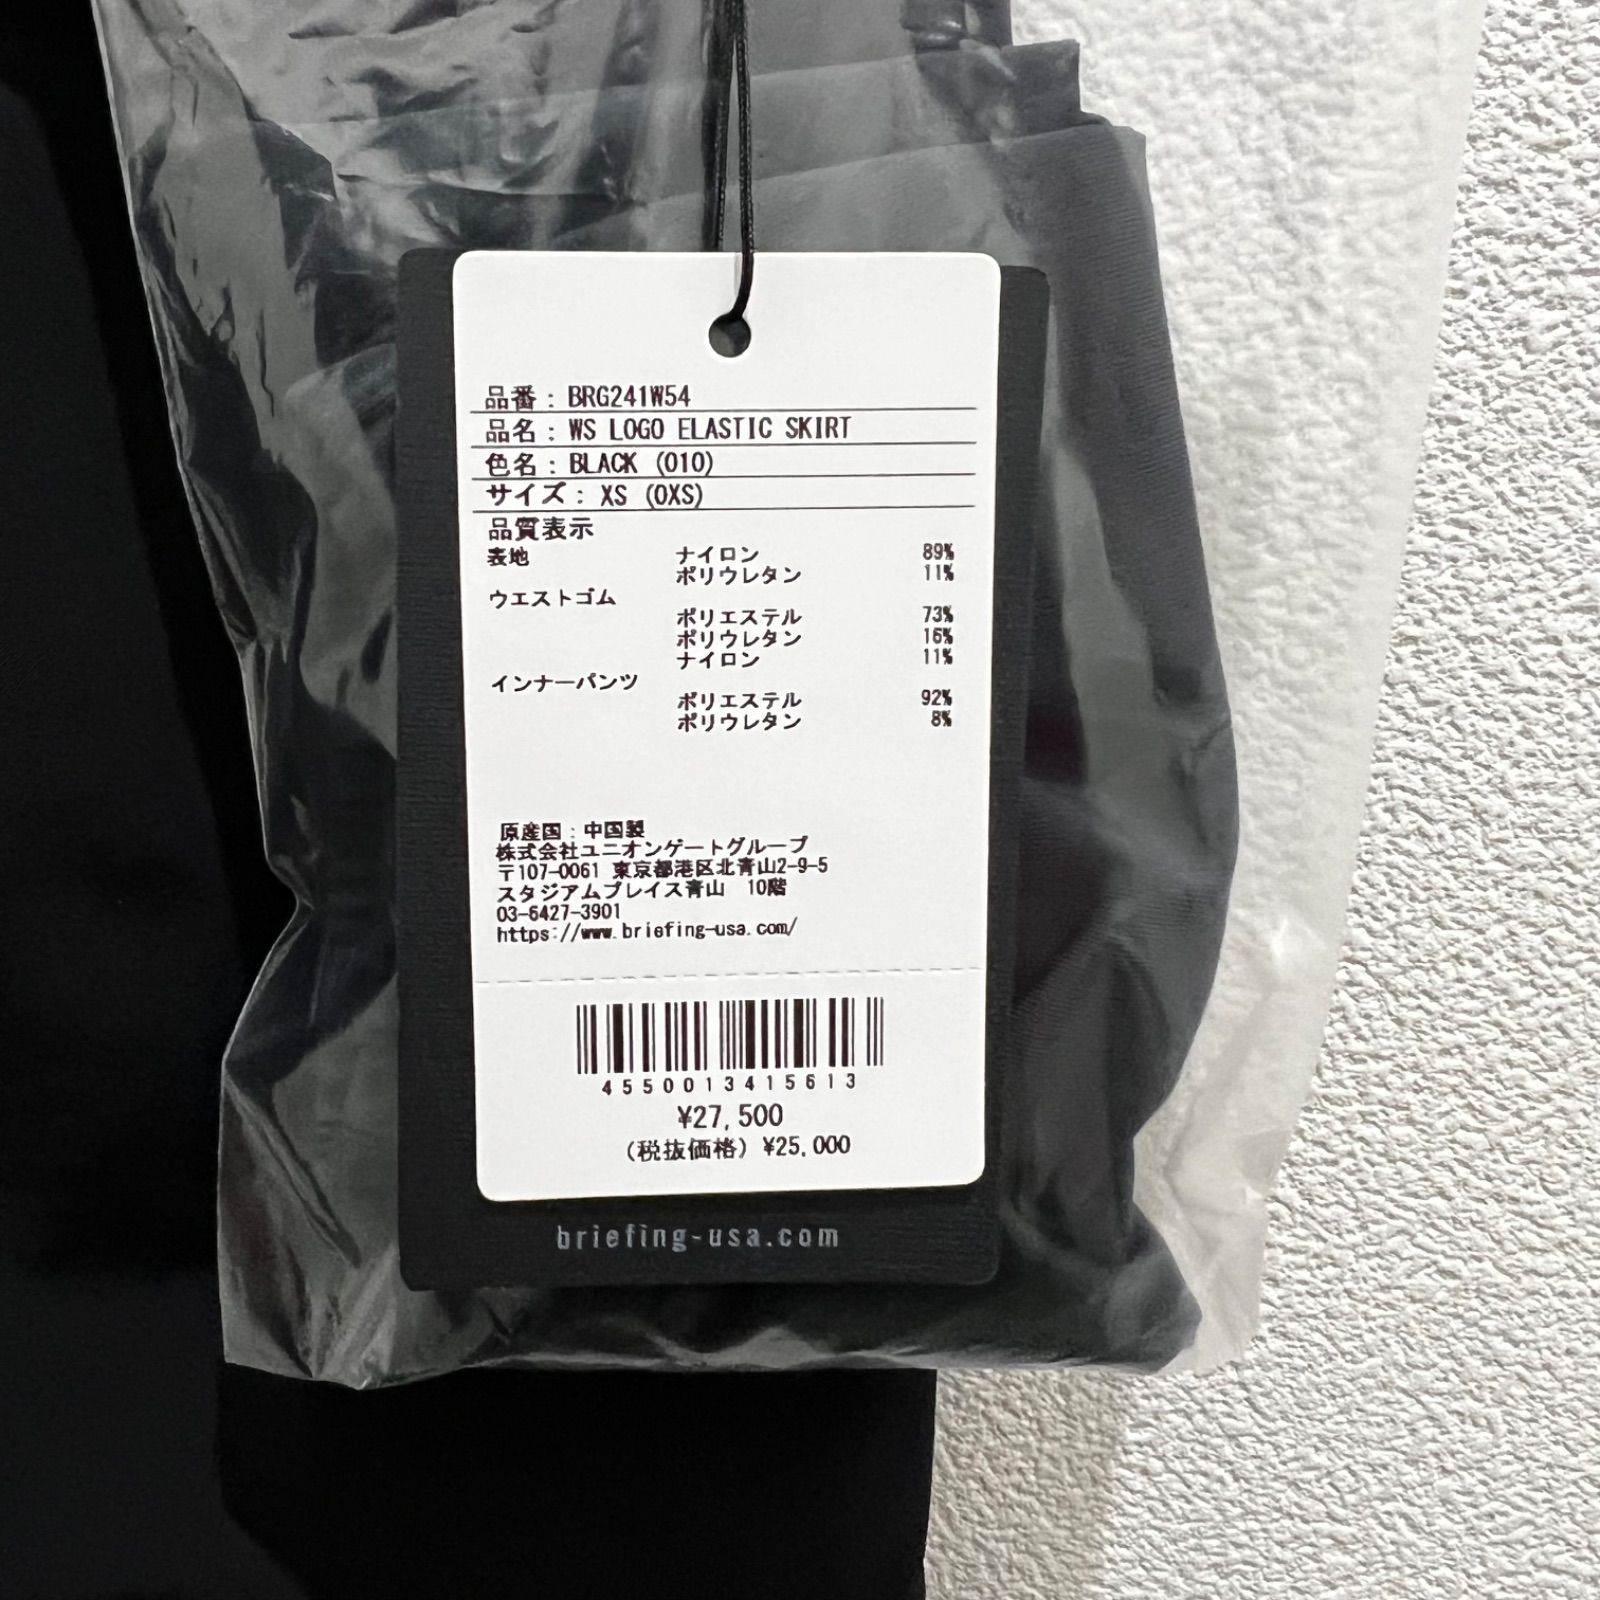 品番：BRG241W54
品名：WS LOGO ELASTIC SKIRT
色名：BLACK (010)
サイズ：XS (0XS)
品質表示
表地 ナイロン 89%
ポリウレタン 11%
ウエストゴム
ポリエステル 73%
ポリウレタン 16%
ナイロン 11%
インナーパンツ
ポリエステル 92%
ポリウレタン 8%
原産国：中国製
株式会社ユニオンゲートグループ
〒107-0061 東京都港区北青山2-9-5
スタジアムプレイス青山 10階
03-6427-3901
https://www.briefing-usa.com/
4550013415613
¥27,500
(税抜価格) ¥25,000
briefing-usa.com